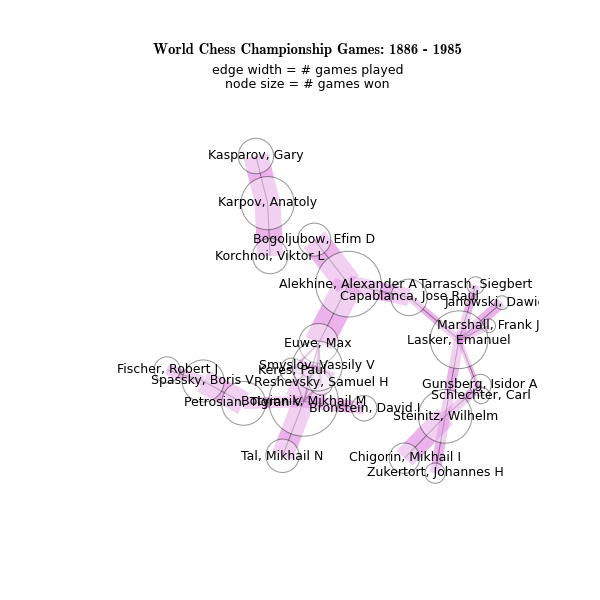 World Chess Championship Games: 1886 - 1985
edge width = # games played
node size = # games won
Kasparov, Gary
Karpov, Anatoly
Bogoljubow, Efim D
Korchnoi, Viktor L
Alekhine, Alexander A
Tarrasch, Siegbert
Capablanca, Jose Raul
Janowski, Dawi
Marshall, Frank J
Lasker, Emanuel
Euwe, Max
Smyslov, Vassily V
Keres, Paul
Fischer, Robert J
Spassky, Boris V
Reshevsky, Samuel H
Gunsberg, Isidor A
Schlechter, Carl
Petrosian, Tigran V
Botvinnik, Mikhail M
Bronstein, David I
Steinitz, Wilhelm
Tal, Mikhail N
Chigorin, Mikhail I
Zukertort, Johannes H